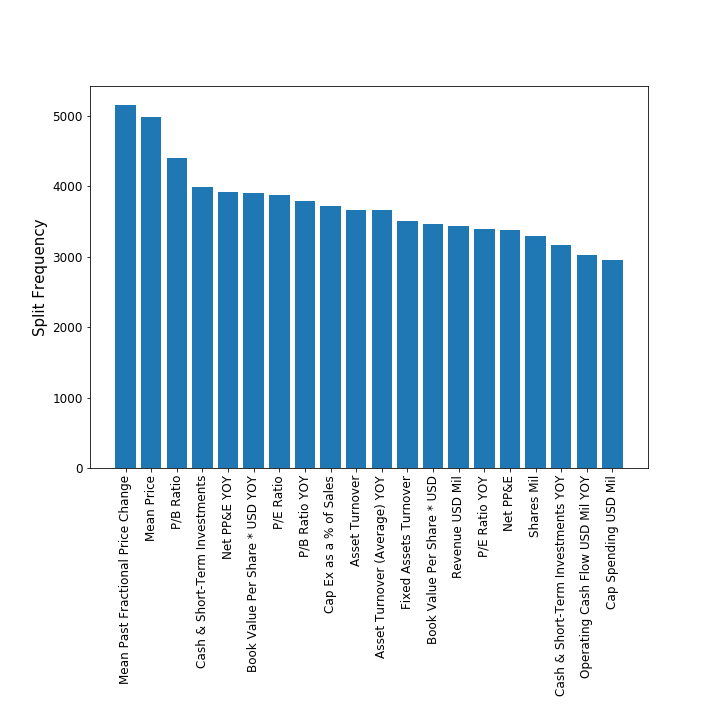 Split Frequency
5000
4000
3000
2000
1000
0
Mean Past Fractional Price Change
Mean Price
P/B Ratio
Cash & Short-Term Investments
Net PP&E YOY
Book Value Per Share * USD YOY
P/E Ratio
P/B Ratio YOY
Cap Ex as a % of Sales
Asset Turnover
Asset Turnover (Average) YOY
Fixed Assets Turnover
Book Value Per Share * USD
Revenue USD Mil
P/E Ratio YOY
Net PP&E
Shares Mil
Cash & Short-Term Investments YOY
Operating Cash Flow USD Mil YOY
Cap Spending USD Mil